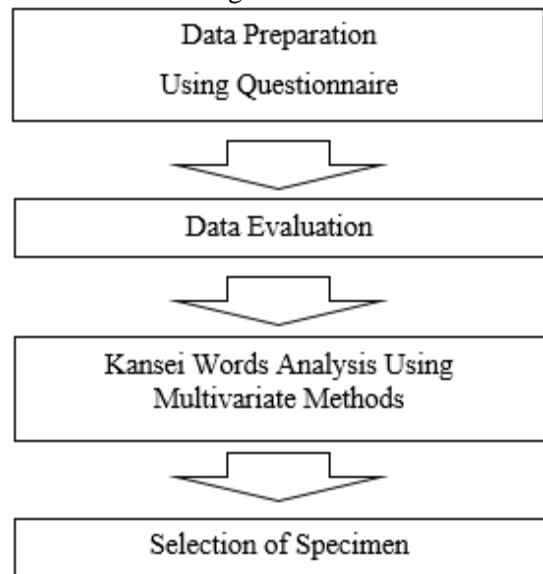 Data Preparation
Using Questionnaire
Data Evaluation
Kansei Words Analysis Using
Multivariate Methods
Selection of Specimen